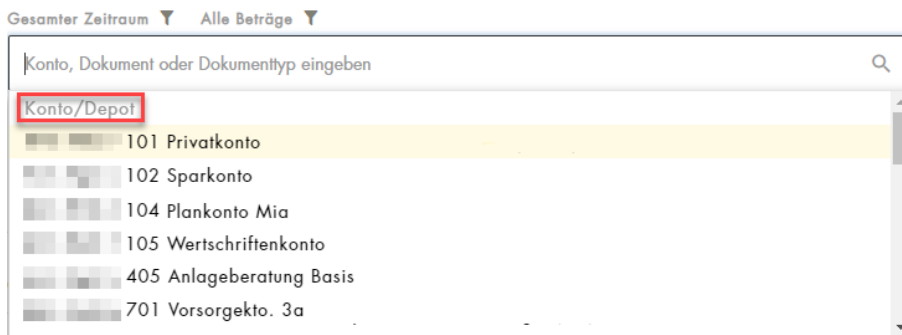 Gesamter Zeitraum Alle Beträge
Konto, Dokument oder Dokumenttyp eingeben
Konto/Depot
101 Privatkonto
102 Sparkonto
104 Plankonto Mia
105 Wertschriftenkonto
405 Anlageberatung Basis
701 Vorsorgekto. 3a